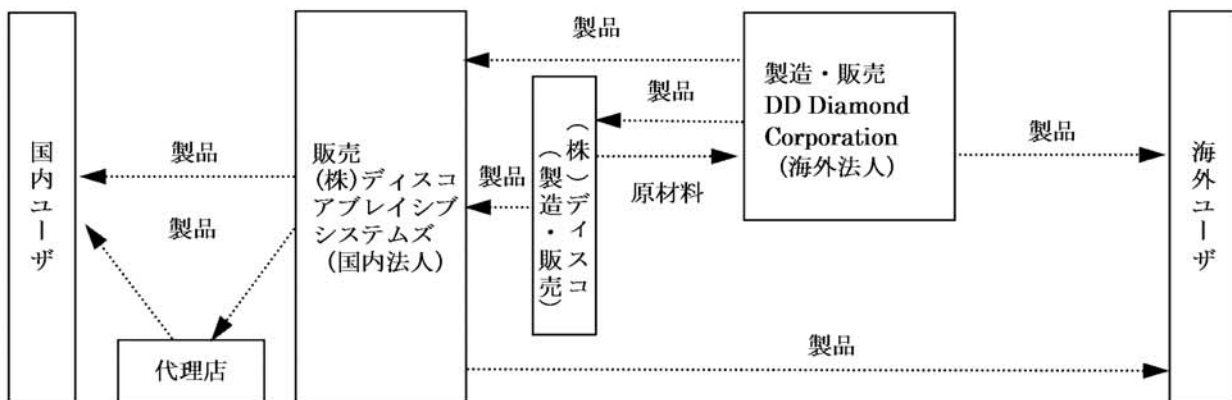 国内ユーザ
製品
製品
代理店
販売
(株)ディスコ
アブレイシブ
システムズ
(国内法人)
製品
製品
製品
(株)ディスコ
(製造・販売)
原材料
製造・販売
DD Diamond
Corporation
(海外法人)
製品
製品
海外ユーザ